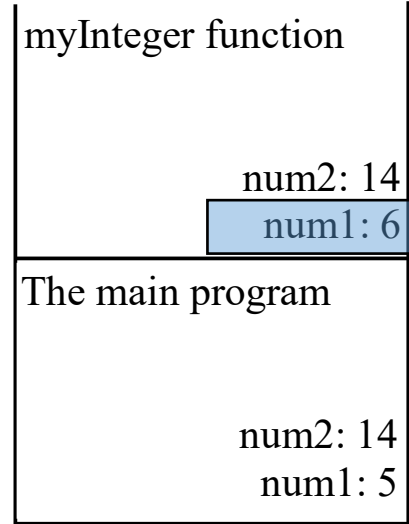 myInteger function
num2: 14
num1: 6
The main program
num2: 14
num1: 5